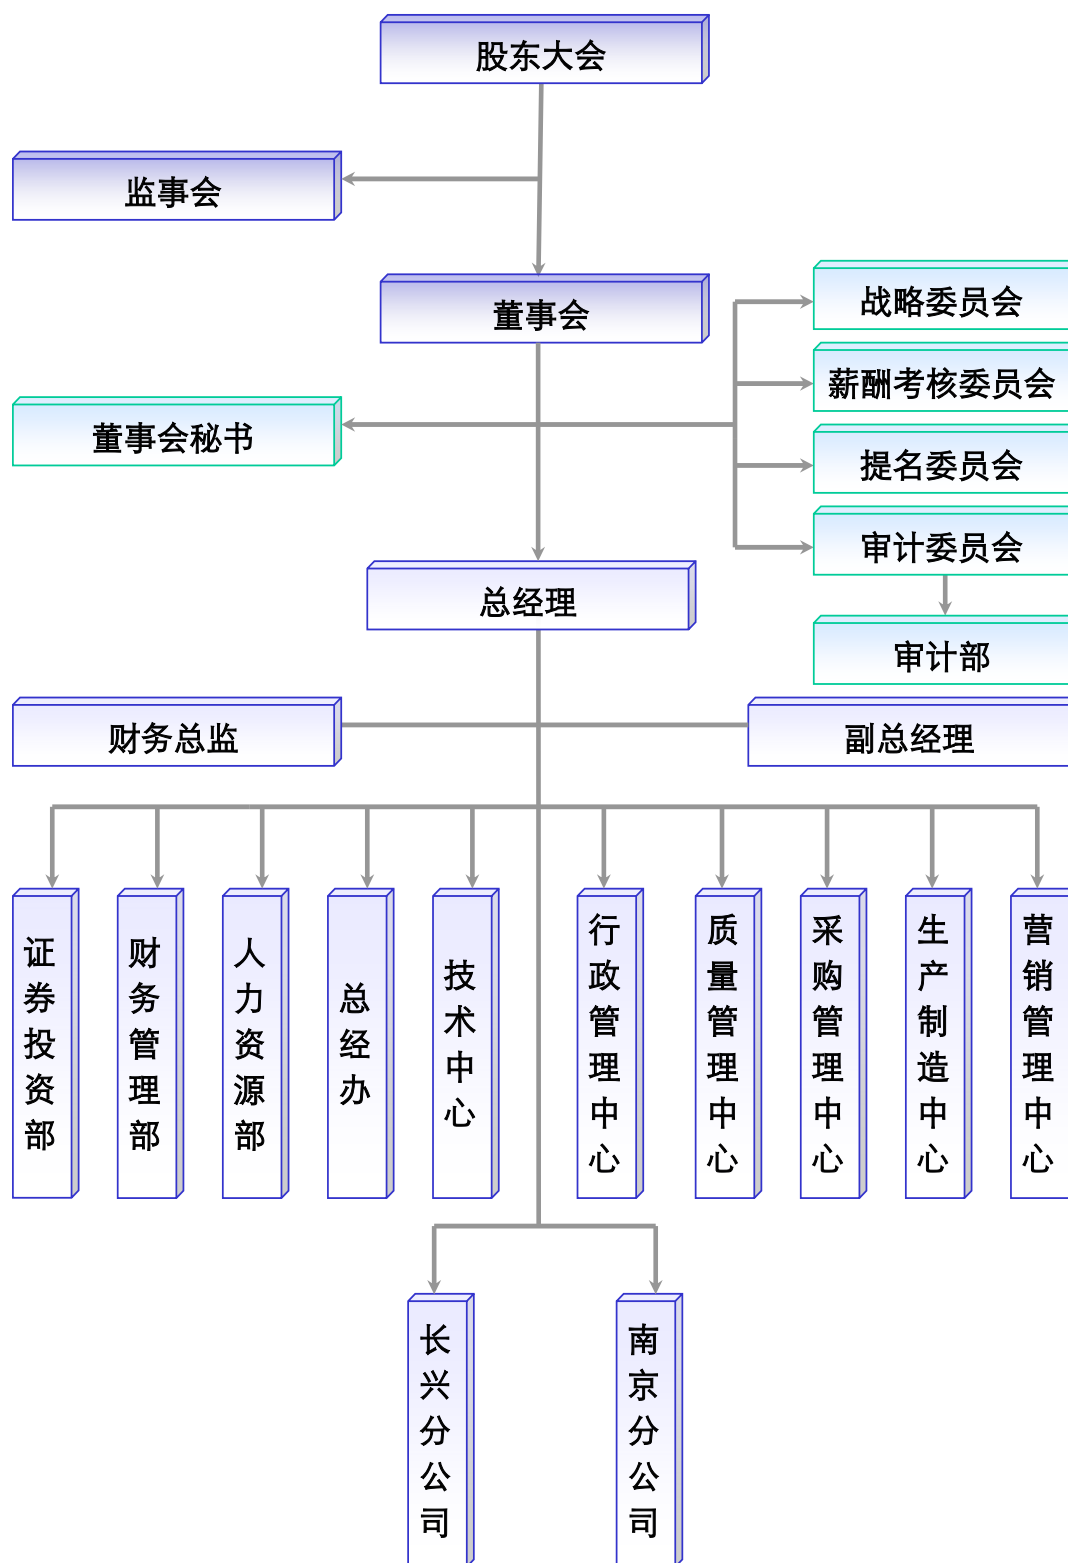 股东大会
监事会
董事会
战略委员会
薪酬考核委员会
董事会秘书
提名委员会
审计委员会
总经理
审计部
财务总监
副总经理
证券投资部
财务管理部
人力资源部
总经办
技术中心
行政管理中心
质量管理中心
采购管理中心
生产制造中心
营销管理中心
长兴分公司
南京分公司